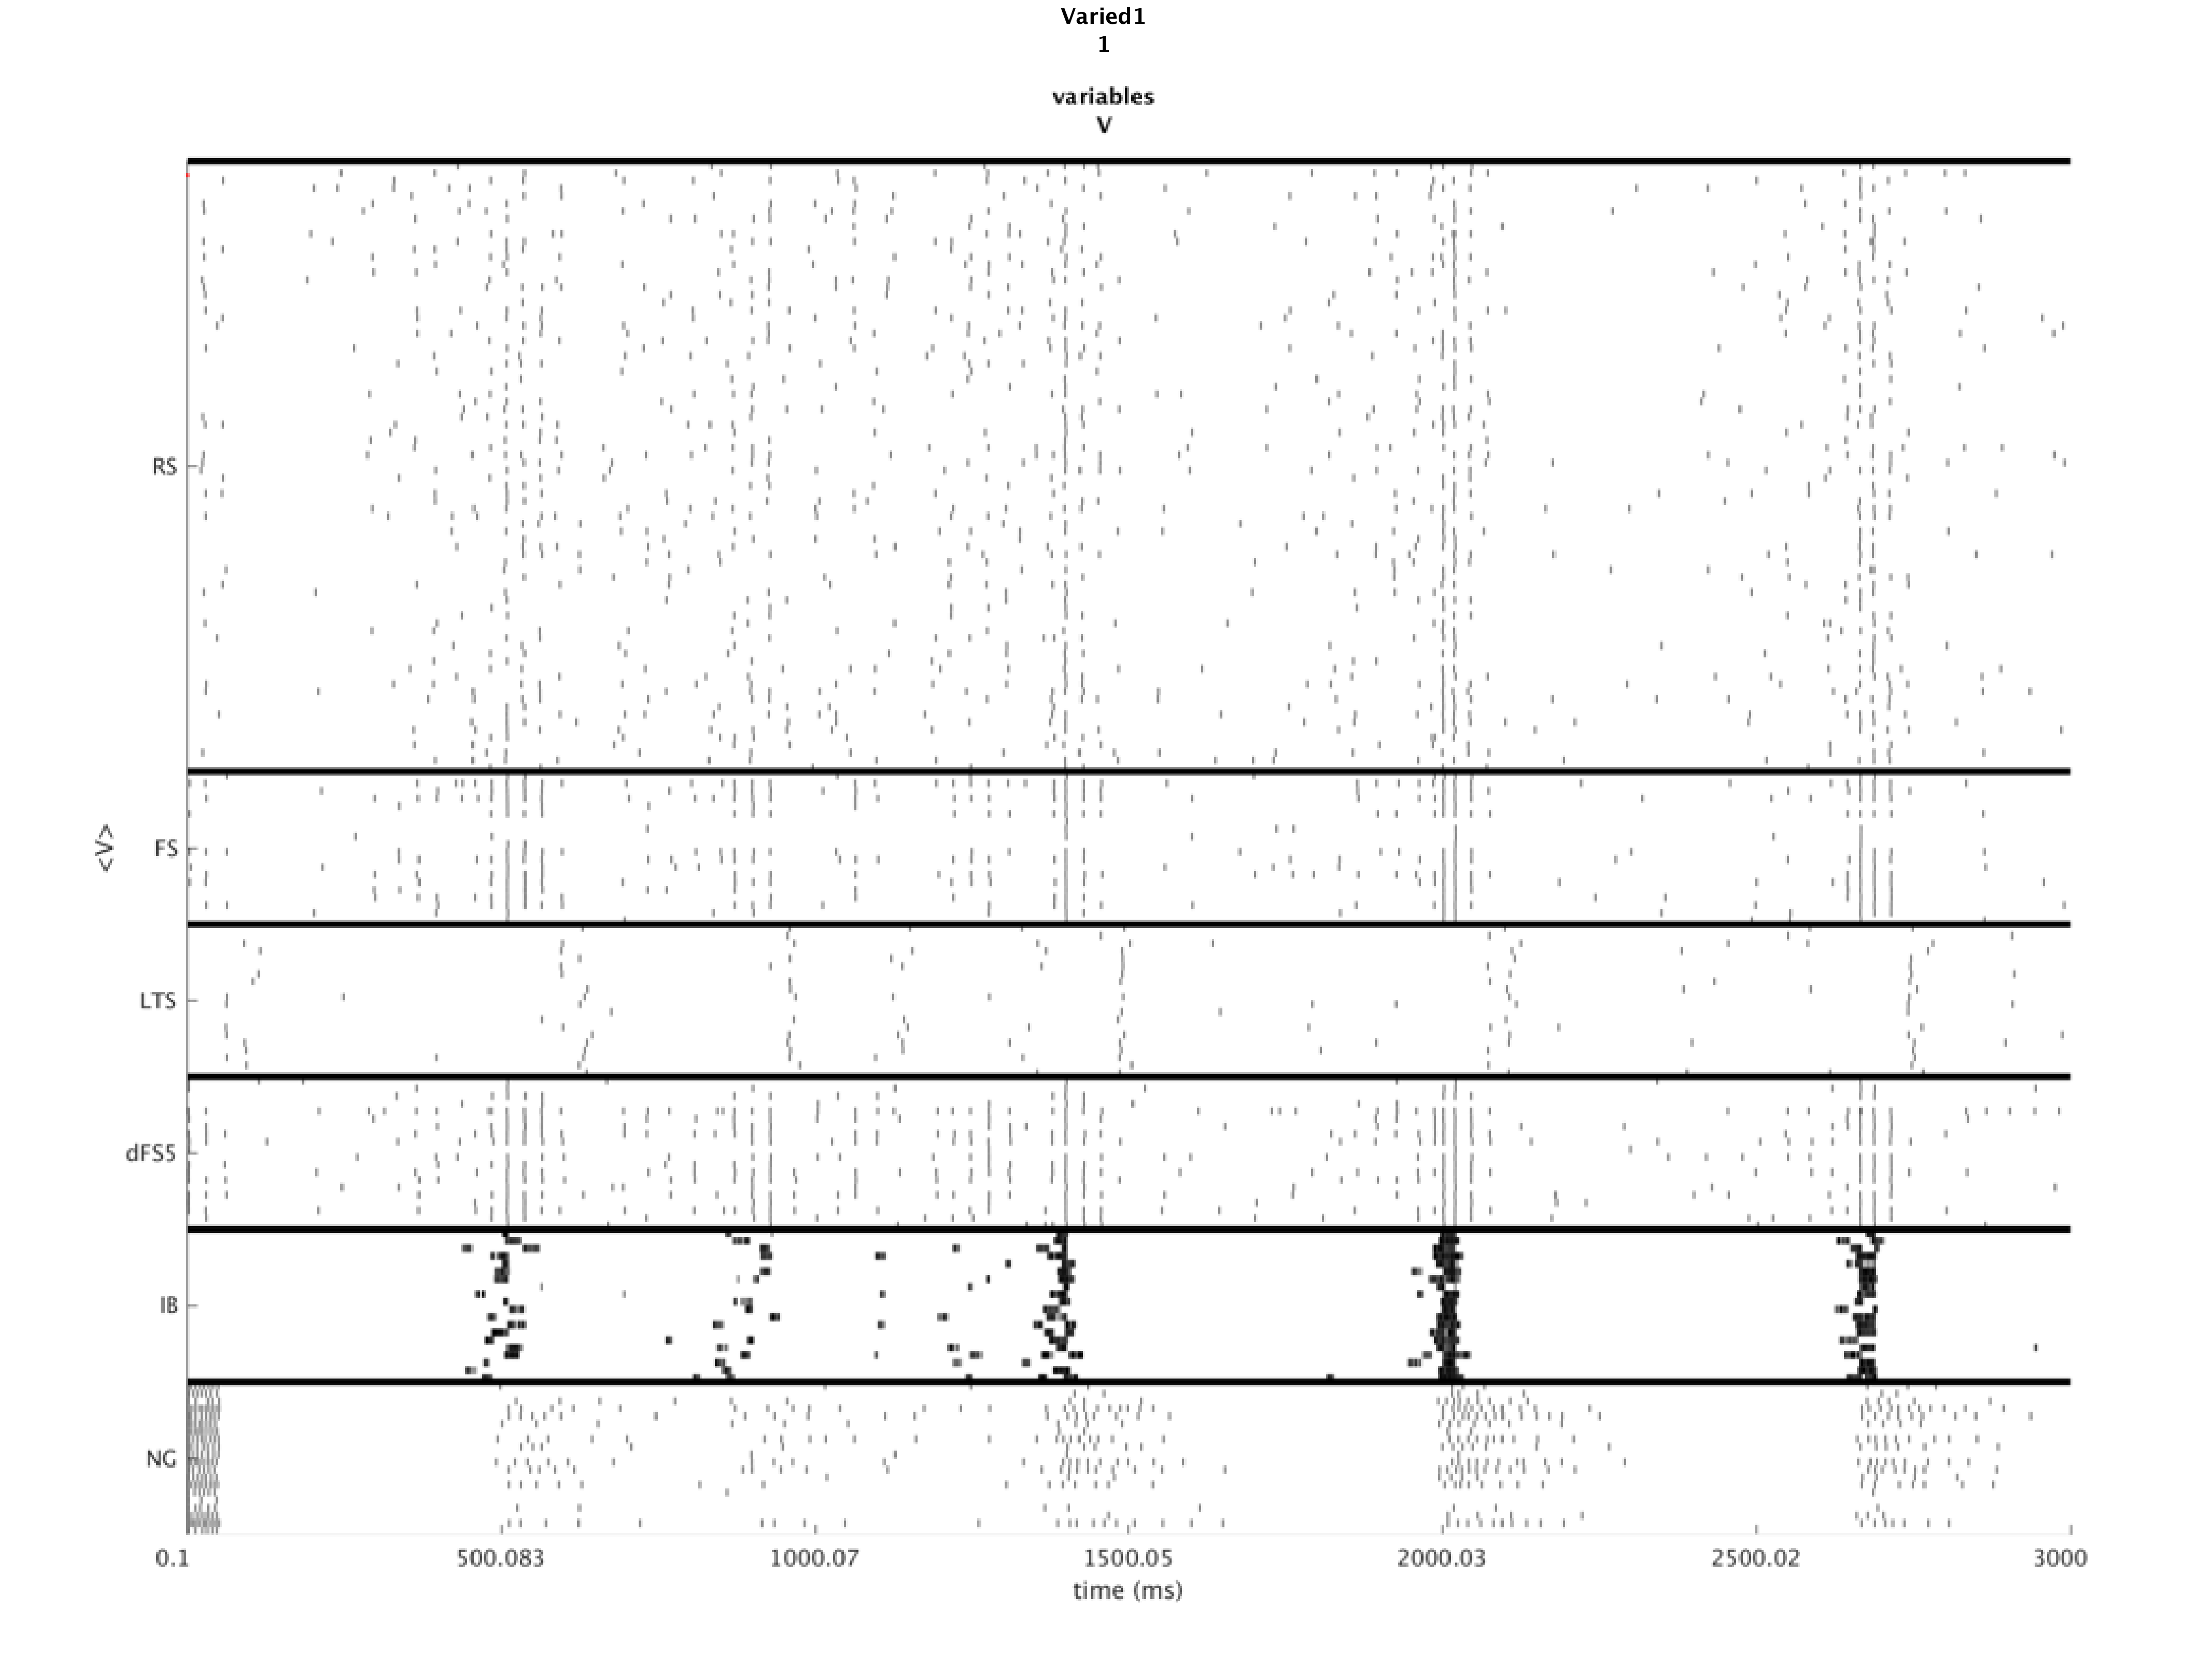 Varied1
1
variables
V
RS
FS
<V>
LTS
dFS5
IB
NG
0.1 500.083 1000.07 1500.05 2000.03 2500.02 3000
time (ms)